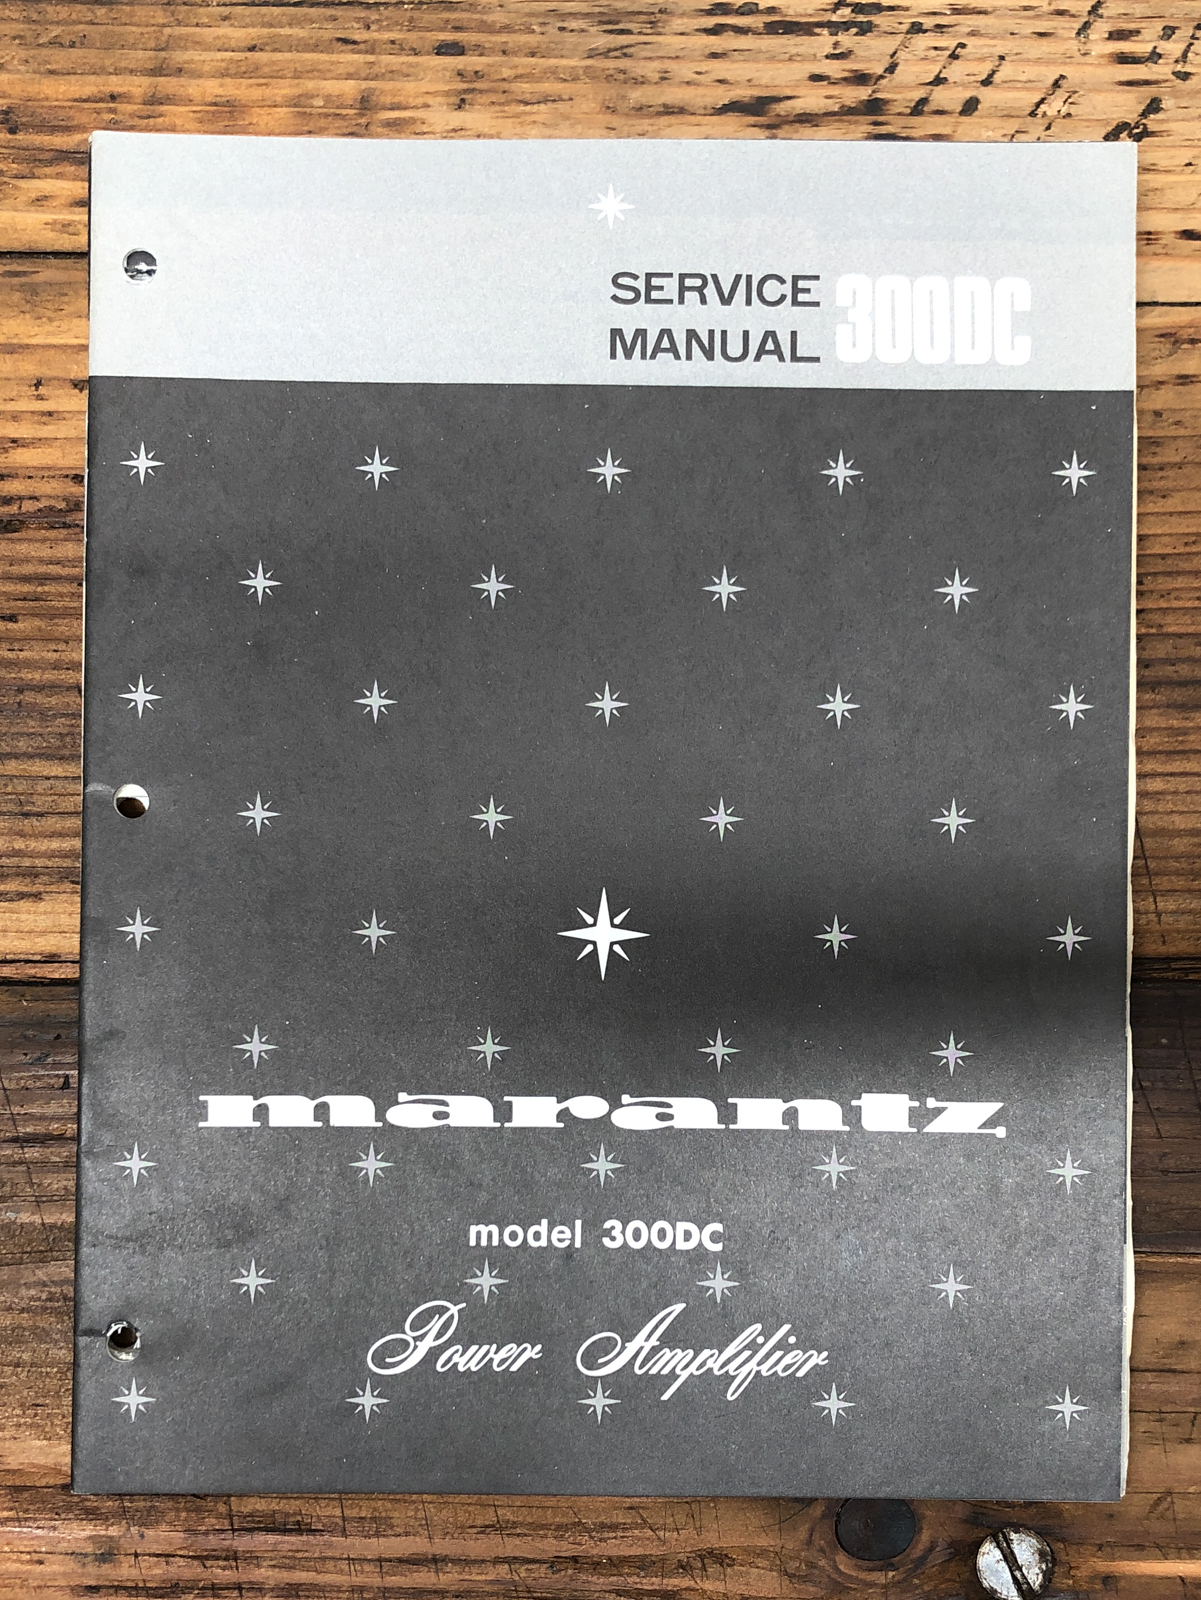 SERVICE
MANUAL 300DC
marantz
model 300DC
Power Amplifier